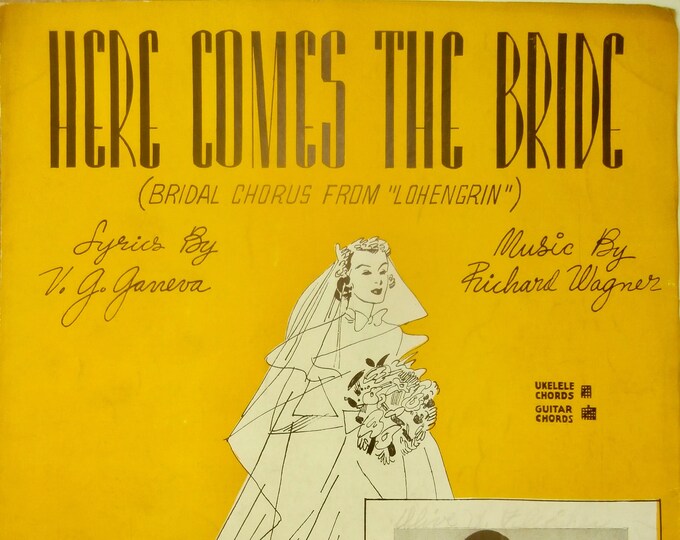 HERE COMES THE BRIDE
(BRIDAL CHORUS FROM "LOHENGRIN")
Lyrics By
V. G. Ganeva
Music By
Richard Wagner
UKELELE
CHORDS
GUITAR
CHORDS